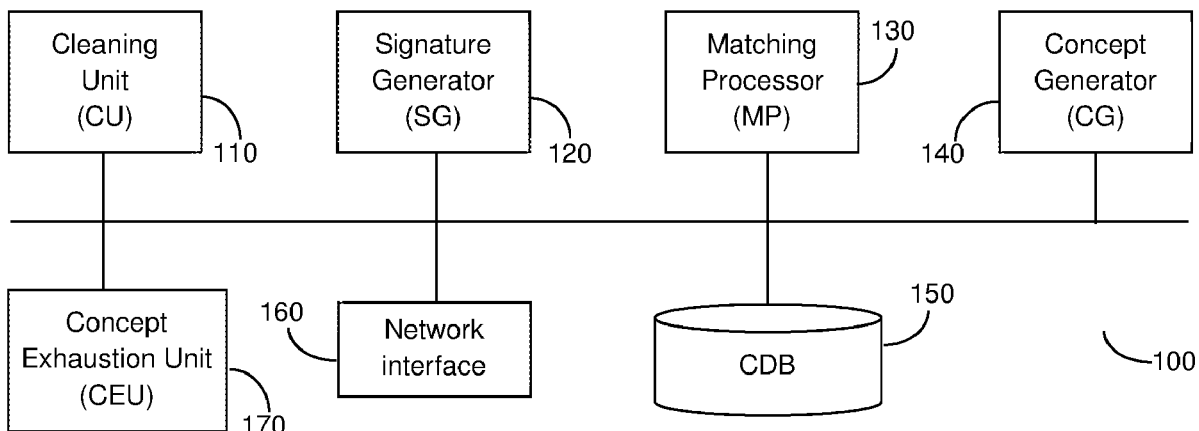 Cleaning
Unit
(CU)
110
Signature
Generator
(SG)
120
Matching
Processor
(MP)
130
Concept
Generator
(CG)
140
Concept
Exhaustion Unit
(CEU)
170
160
Network
interface
CDB
150
100